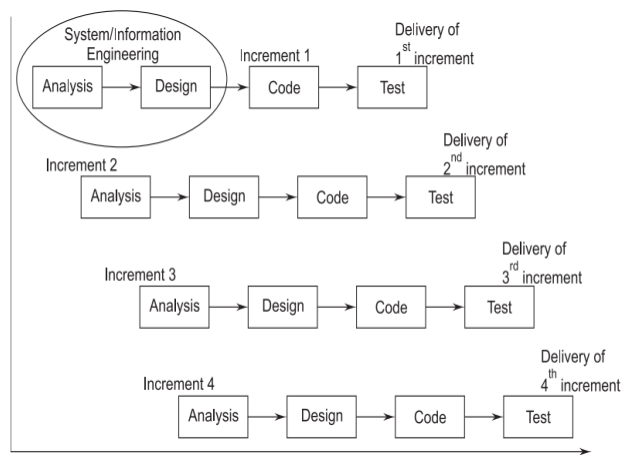 System/Information
Engineering
Increment 1
Delivery of
1st increment
Analysis
Design
Code
Test
Increment 2
Delivery of
2nd increment
Analysis
Design
Code
Test
Increment 3
Delivery of
3rd increment
Analysis
Design
Code
Test
Increment 4
Delivery of
4th increment
Analysis
Design
Code
Test